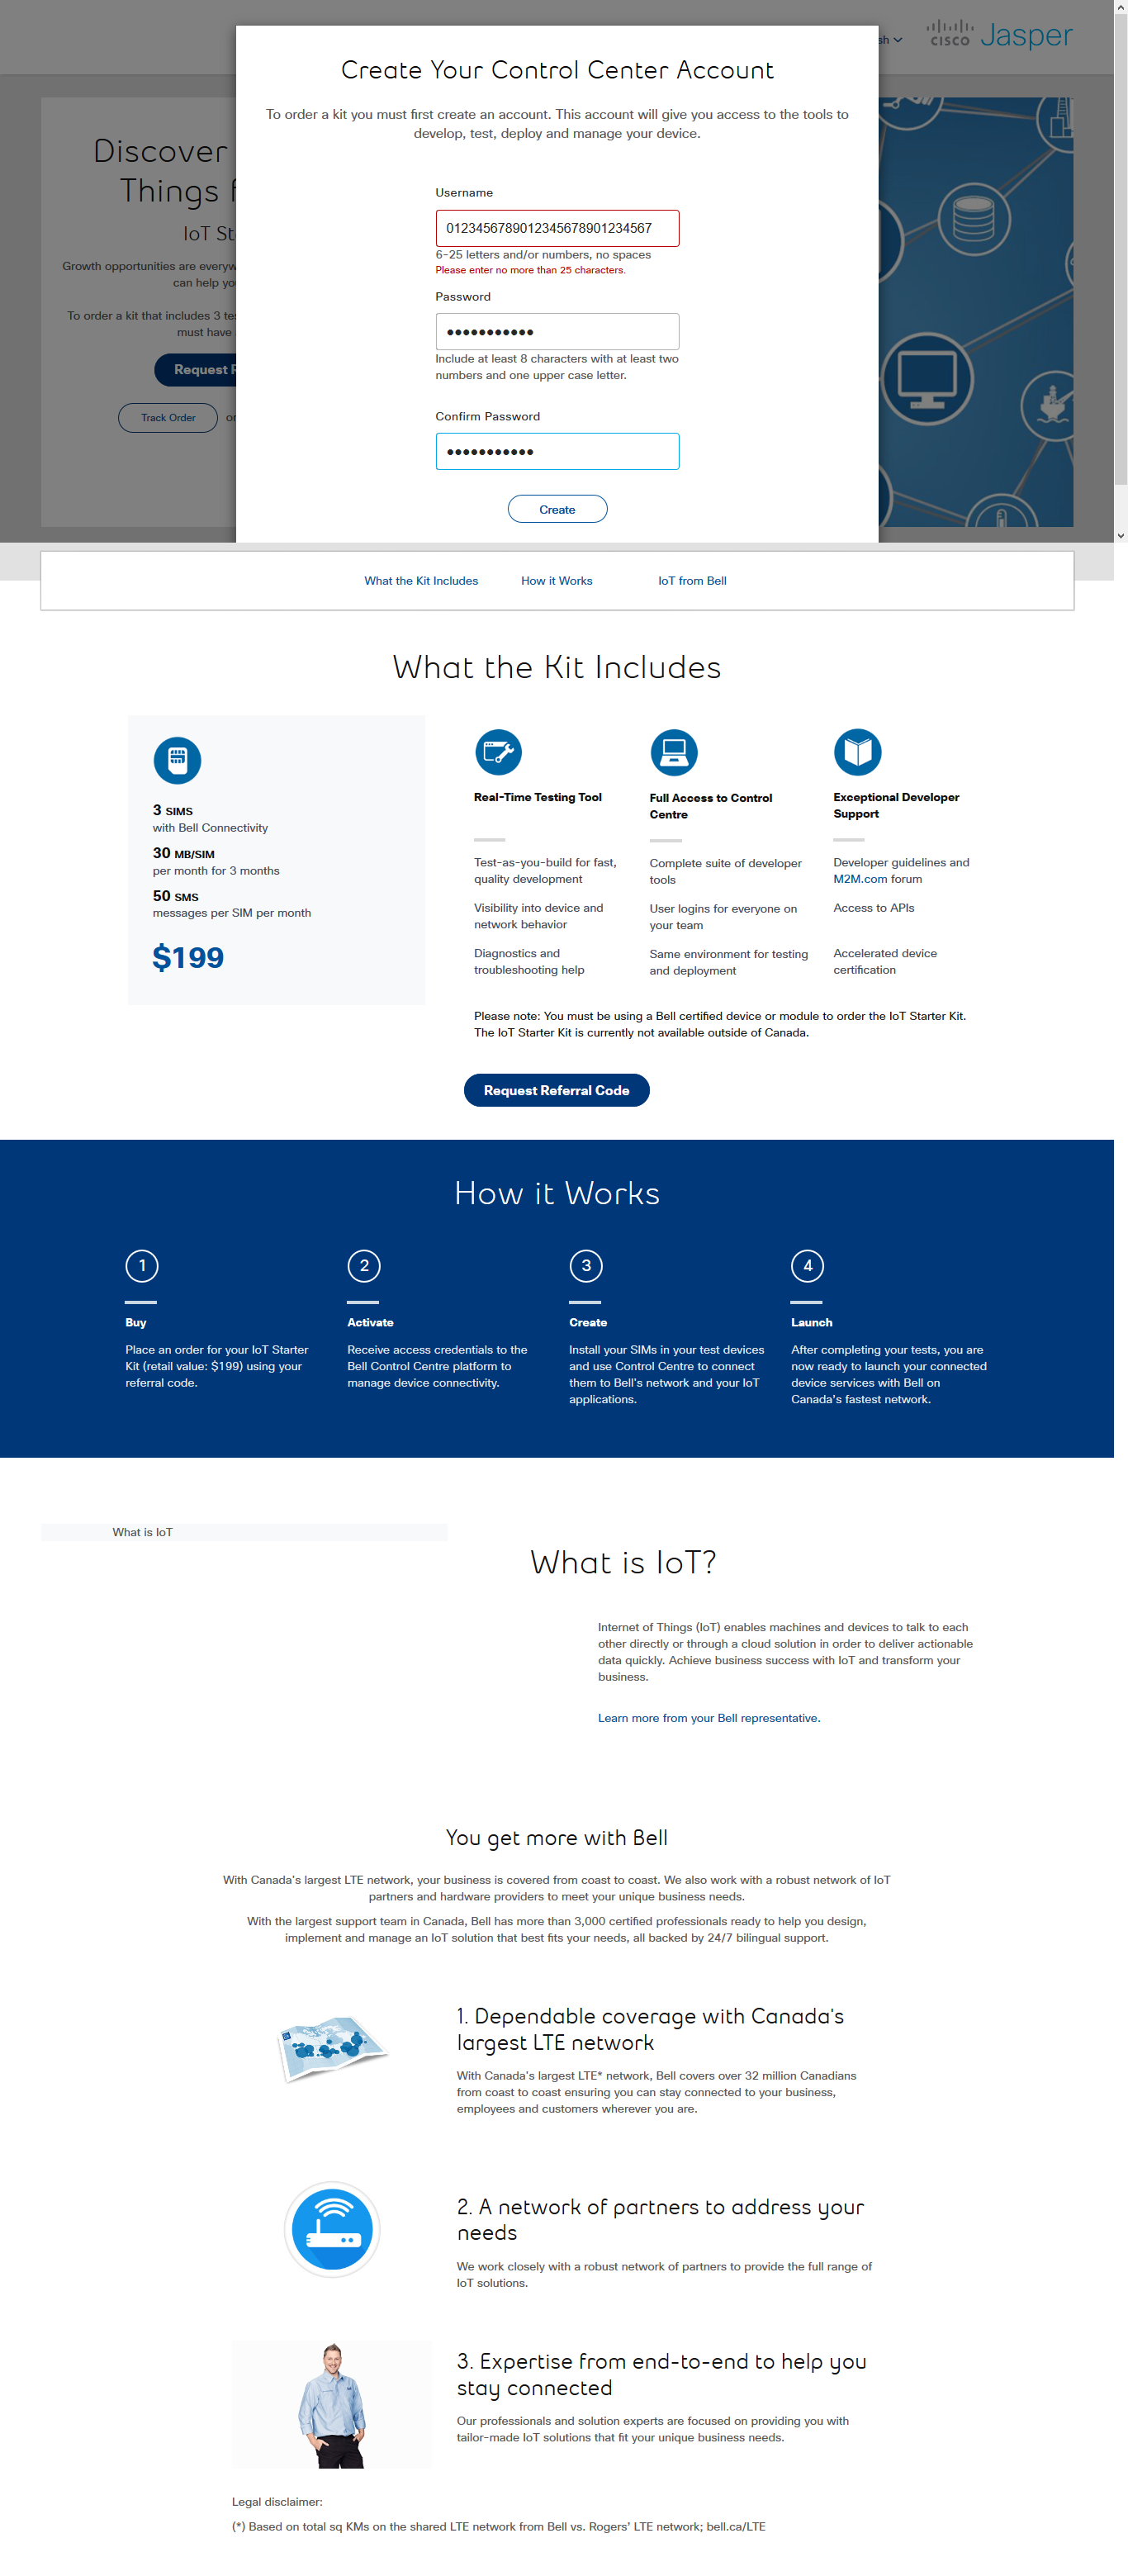 sh
CISCO Jasper
Create Your Control Center Account
To order a kit you must first create an account. This account will give you access to the tools to
develop, test, deploy and manage your device.
Username
0123456789012345678901234567
6-25 letters and/or numbers, no spaces
Please enter no more than 25 characters.
Password
Include at least 8 characters with at least two
numbers and one upper case letter.
Confirm Password
Create
Discover
Things f
IoT St
Growth opportunities are everyw
can help yo
To order a kit that includes 3 te
must have
Request R
Track Order
or
What the Kit Includes
How it Works
IoT from Bell
What the Kit Includes
3 SIMS
with Bell Connectivity
30 MB/SIM
per month for 3 months
50 SMS
messages per SIM per month
$199
Real-Time Testing Tool
Test-as-you-build for fast,
quality development
Visibility into device and
network behavior
Diagnostics and
troubleshooting help
Full Access to Control
Centre
Complete suite of developer
tools
User logins for everyone on
your team
Same environment for testing
and deployment
Exceptional Developer
Support
Developer guidelines and
M2M.com forum
Access to APIs
Accelerated device
certification
Please note: You must be using a Bell certified device or module to order the IoT Starter Kit.
The IoT Starter Kit is currently not available outside of Canada.
Request Referral Code
How it Works
1
Buy
Place an order for your IoT Starter
Kit (retail value: $199) using your
referral code.
2
Activate
Receive access credentials to the
Bell Control Centre platform to
manage device connectivity.
3
Create
Install your SIMs in your test devices
and use Control Centre to connect
them to Bell's network and your IoT
applications.
4
Launch
After completing your tests, you are
now ready to launch your connected
device services with Bell on
Canada's fastest network.
What is IoT
What is IoT?
Internet of Things (IoT) enables machines and devices to talk to each
other directly or through a cloud solution in order to deliver actionable
data quickly. Achieve business success with IoT and transform your
business.
Learn more from your Bell representative.
You get more with Bell
With Canada's largest LTE network, your business is covered from coast to coast. We also work with a robust network of IoT
partners and hardware providers to meet your unique business needs.
With the largest support team in Canada, Bell has more than 3,000 certified professionals ready to help you design,
implement and manage an IoT solution that best fits your needs, all backed by 24/7 bilingual support.
1. Dependable coverage with Canada's
largest LTE network
With Canada's largest LTE* network, Bell covers over 32 million Canadians
from coast to coast ensuring you can stay connected to your business,
employees and customers wherever you are.
2. A network of partners to address your
needs
We work closely with a robust network of partners to provide the full range of
IoT solutions.
3. Expertise from end-to-end to help you
stay connected
Our professionals and solution experts are focused on providing you with
tailor-made IoT solutions that fit your unique business needs.
Legal disclaimer:
(*) Based on total sq KMs on the shared LTE network from Bell vs. Rogers' LTE network; bell.ca/LTE